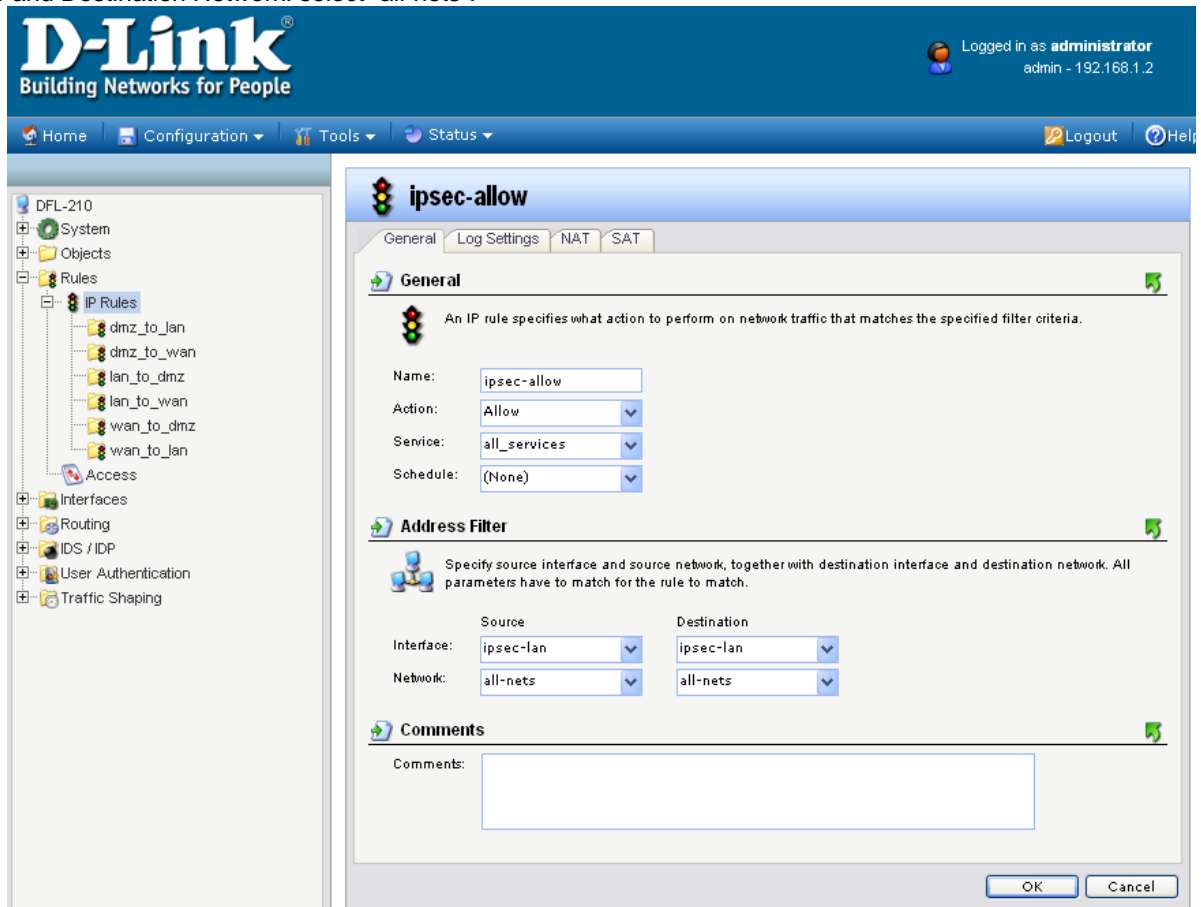 and Destination Network: select "all-nets".
D-Link®
Building Networks for People
Logged in as administrator
admin - 192.168.1.2
Home Configuration Tools Status Logout Help
DFL-210
System
Objects
Rules
IP Rules
dmz_to_lan
dmz_to_wan
lan_to_dmz
lan_to_wan
wan_to_dmz
wan_to_lan
Access
Interfaces
Routing
IDS / IDP
User Authentication
Traffic Shaping
ipsec-allow
General Log Settings NAT SAT
General
An IP rule specifies what action to perform on network traffic that matches the specified filter criteria.
Name: ipsec-allow
Action: Allow
Service: all_services
Schedule: (None)
Address Filter
Specify source interface and source network, together with destination interface and destination network. All
parameters have to match for the rule to match.
Source Destination
Interface: ipsec-lan ipsec-lan
Network: all-nets all-nets
Comments
Comments:
OK Cancel